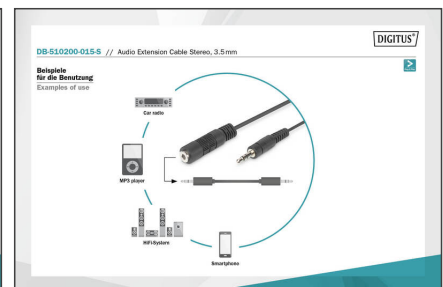 DIGITUS®
DB-510200-015-S // Audio Extension Cable Stereo, 3.5 mm
Beispiele
für die Benutzung
Examples of use
Car radio
MP3 player
HiFi-System
Smartphone